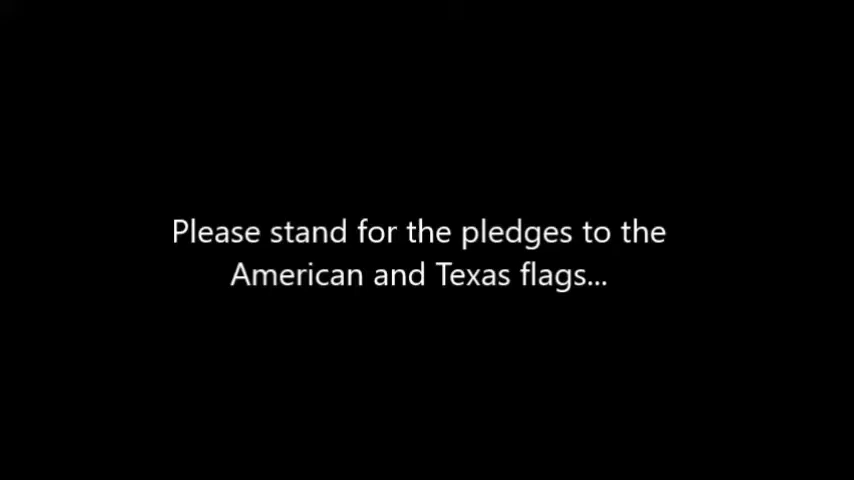 Please stand for the pledges to the
American and Texas flags...